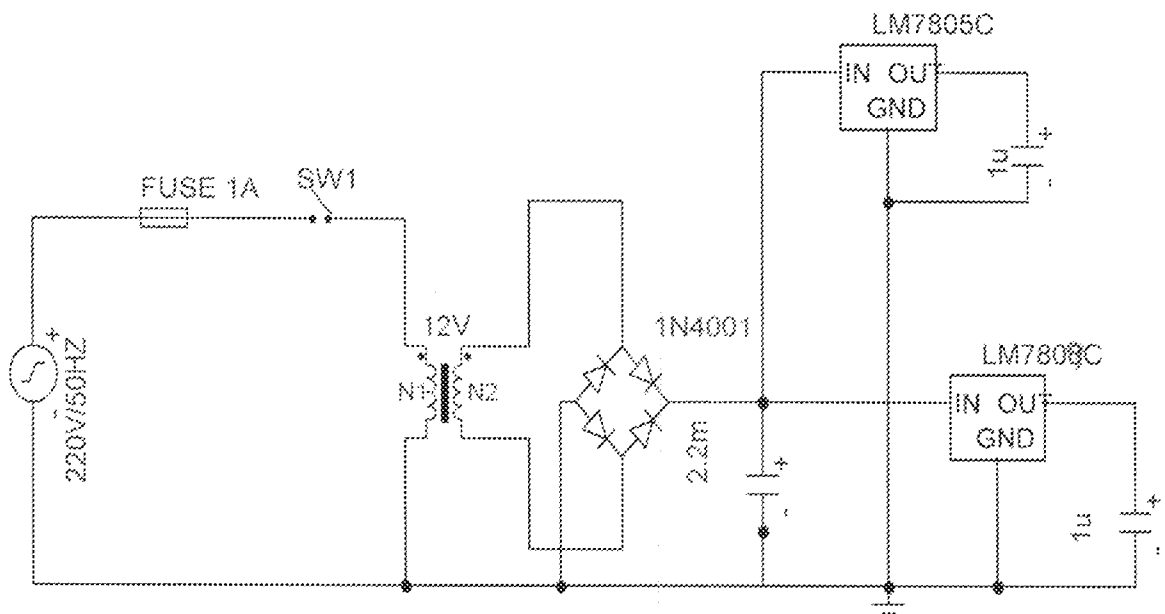 LM7805C
IN OUT
GND
+
1u
-
FUSE 1A
SW1
12V
1N4001
+
220V/50HZ
-
N1
N2
2.2m
+
-
IN OUT
GND
+
1u
-